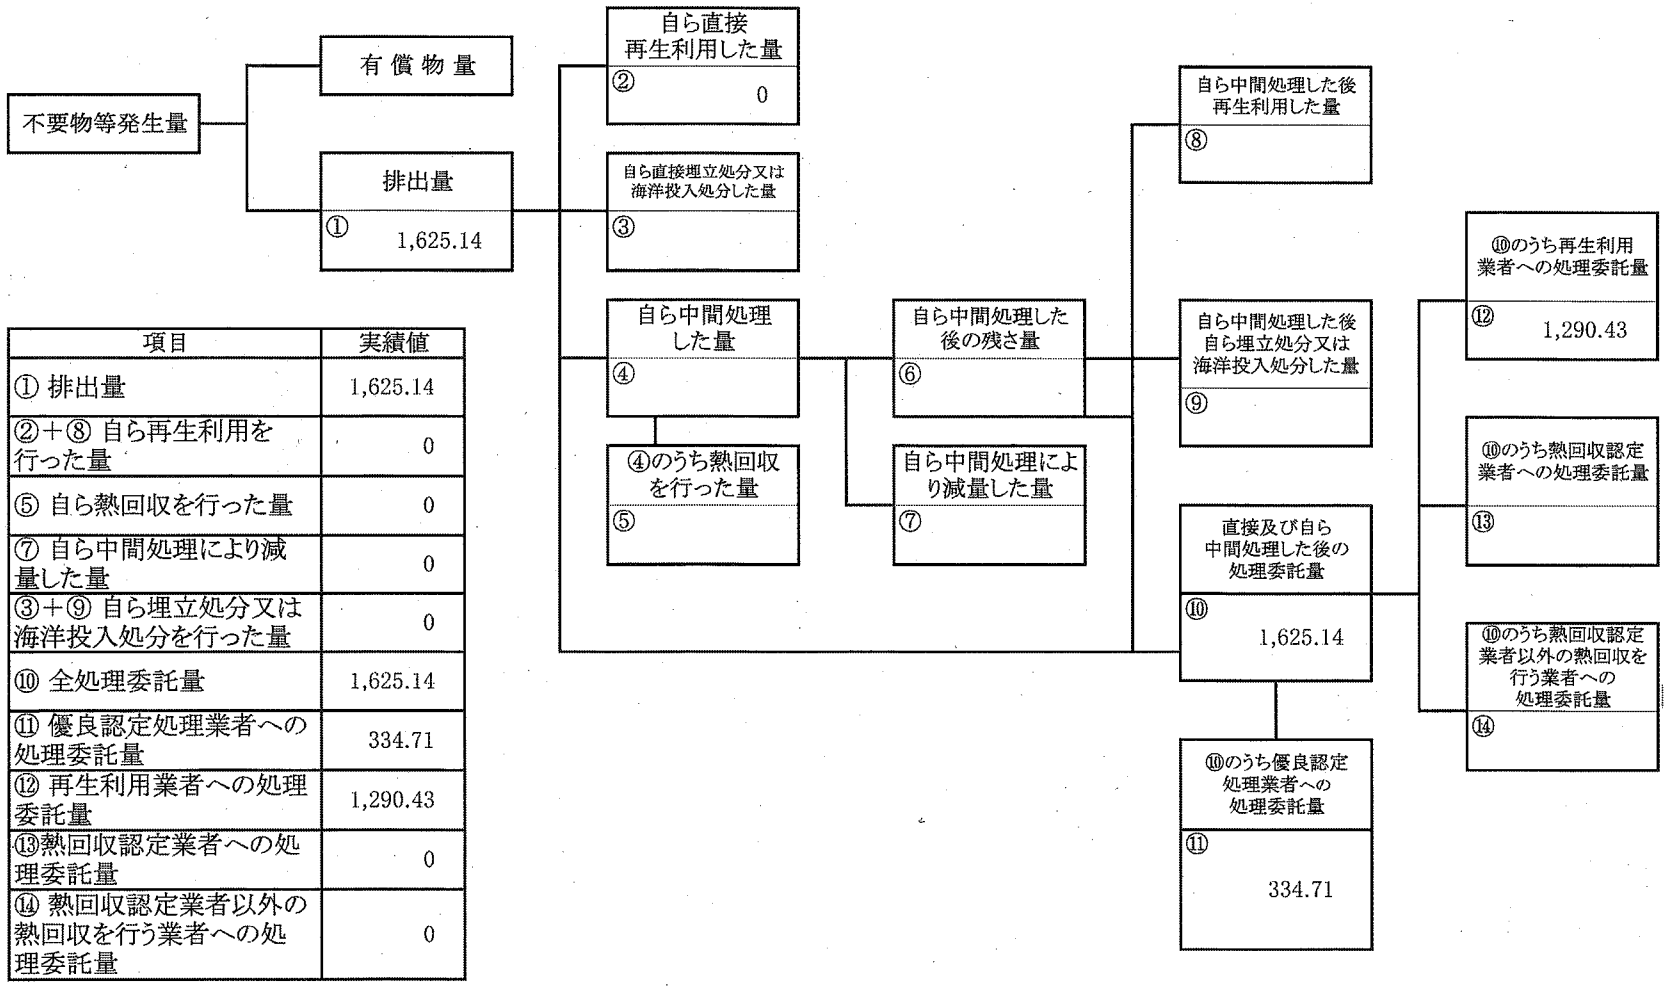 不要物等発生量
有償物量
排出量
①
1,625.14
自ら直接
再生利用した量
②
0
自ら直接埋立処分又は
海洋投入処分した量
③
自ら中間処理
した量
④
④のうち熱回収
を行った量
⑤
自ら中間処理した
後の残さ量
⑥
自ら中間処理によ
り減量した量
⑦
自ら中間処理した後
再生利用した量
⑧
自ら中間処理した後
自ら埋立処分又は
海洋投入処分した量
⑨
直接及び自ら
中間処理した後の
処理委託量
⑩
1,625.14
⑩のうち優良認定
処理業者への
処理委託量
⑪
334.71
⑩のうち再生利用
業者への処理委託量
⑫
1,290.43
⑩のうち熱回収認定
業者への処理委託量
⑬
⑩のうち熱回収認定
業者以外の熱回収を
行う業者への
処理委託量
⑭
項目 実績値
① 排出量 1,625.14
②＋⑧ 自ら再生利用を
行った量 0
⑤ 自ら熱回収を行った量 0
⑦ 自ら中間処理により減
量した量 0
③＋⑨ 自ら埋立処分又は
海洋投入処分を行った量 0
⑩ 全処理委託量 1,625.14
⑪ 優良認定処理業者への
処理委託量 334.71
⑫ 再生利用業者への処理
委託量 1,290.43
⑬熱回収認定業者への処
理委託量 0
⑭ 熱回収認定業者以外の
熱回収を行う業者への処
理委託量 0